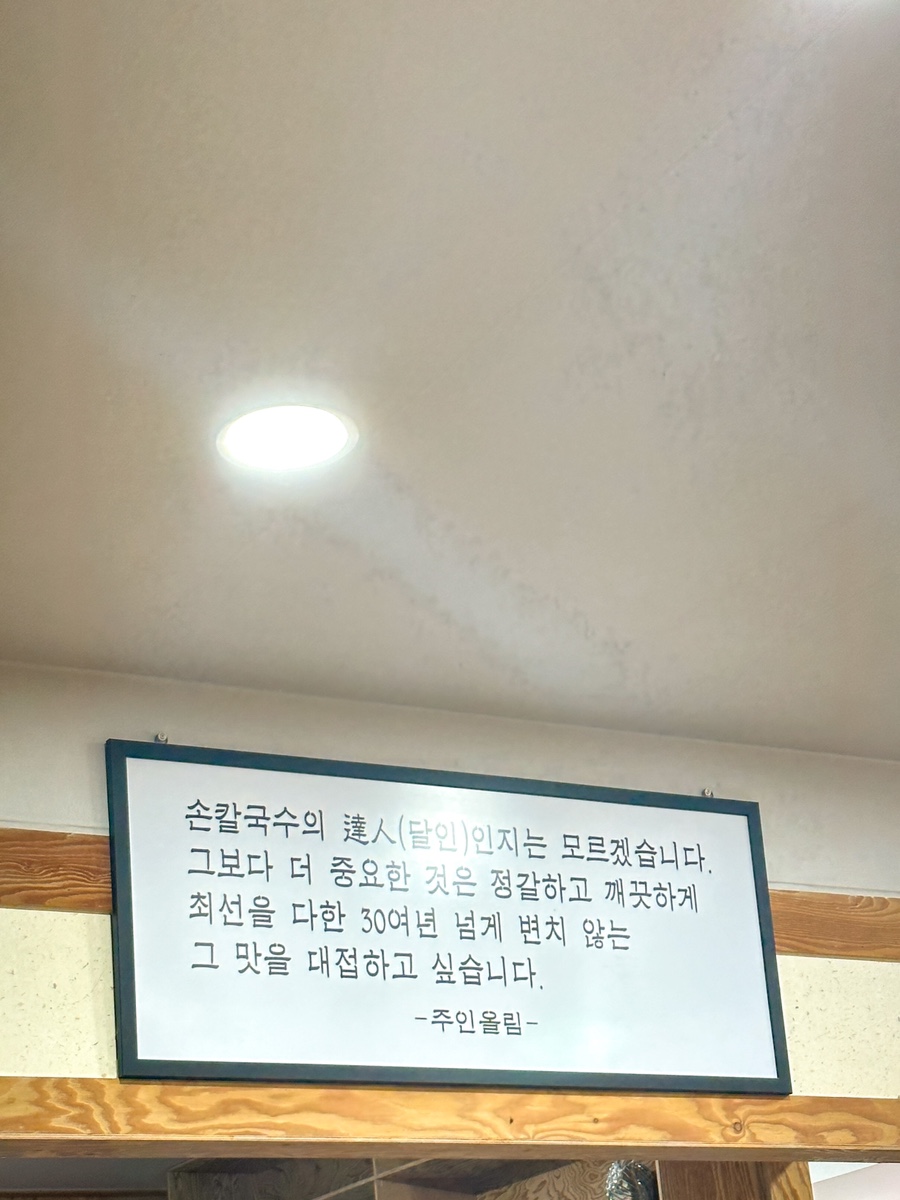 손칼국수의 達人(달인)인지는 모르겠습니다.
그보다 더 중요한 것은 정갈하고 깨끗하게
최선을 다한 30여년 넘게 변치 않는
그 맛을 대접하고 싶습니다.
-주인올림-